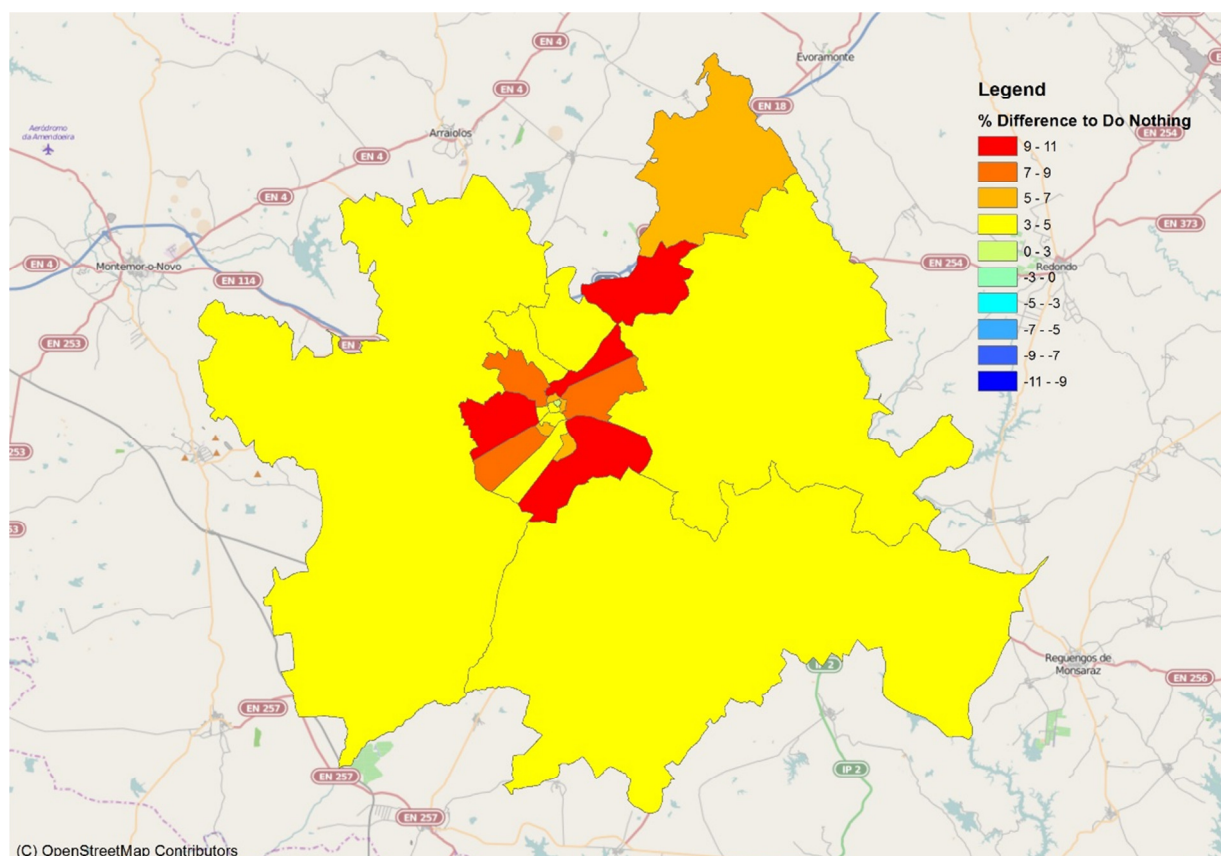 EN 4
Evoramonte
EN 4
EN 18
Aeródromo
da Amendoeira
Arraiolos
EN 4
EN 4
EN 4
Montemor-o-Novo
EN 114
EN 253
253
Legend
% Difference to Do Nothing
9 - 11
7 - 9
5 - 7
3 - 5
0 - 3
-3 - 0
-5 - -3
-7 - -5
-9 - -7
-11 - -9
EN 254
EN 373
EN 254
Redondo
IP 2
Reguengos de
Monsaraz
EN 256
EN 257
EN 257
EN 257
IP 2
(C) OpenStreetMap Contributors